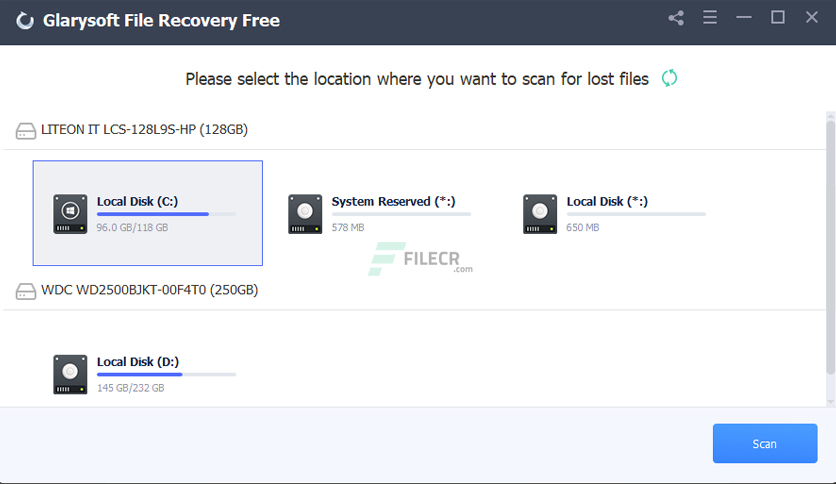 Glarysoft File Recovery Free
Please select the location where you want to scan for lost files
LITEON IT LCS-128L9S-HP (128GB)
Local Disk (C:)
96.0 GB/118 GB
System Reserved (*:)
578 MB
Local Disk (*:)
650 MB
FILECR
.com
WDC WD2500BJKT-00F4T0 (250GB)
Local Disk (D:)
145 GB/232 GB
Scan